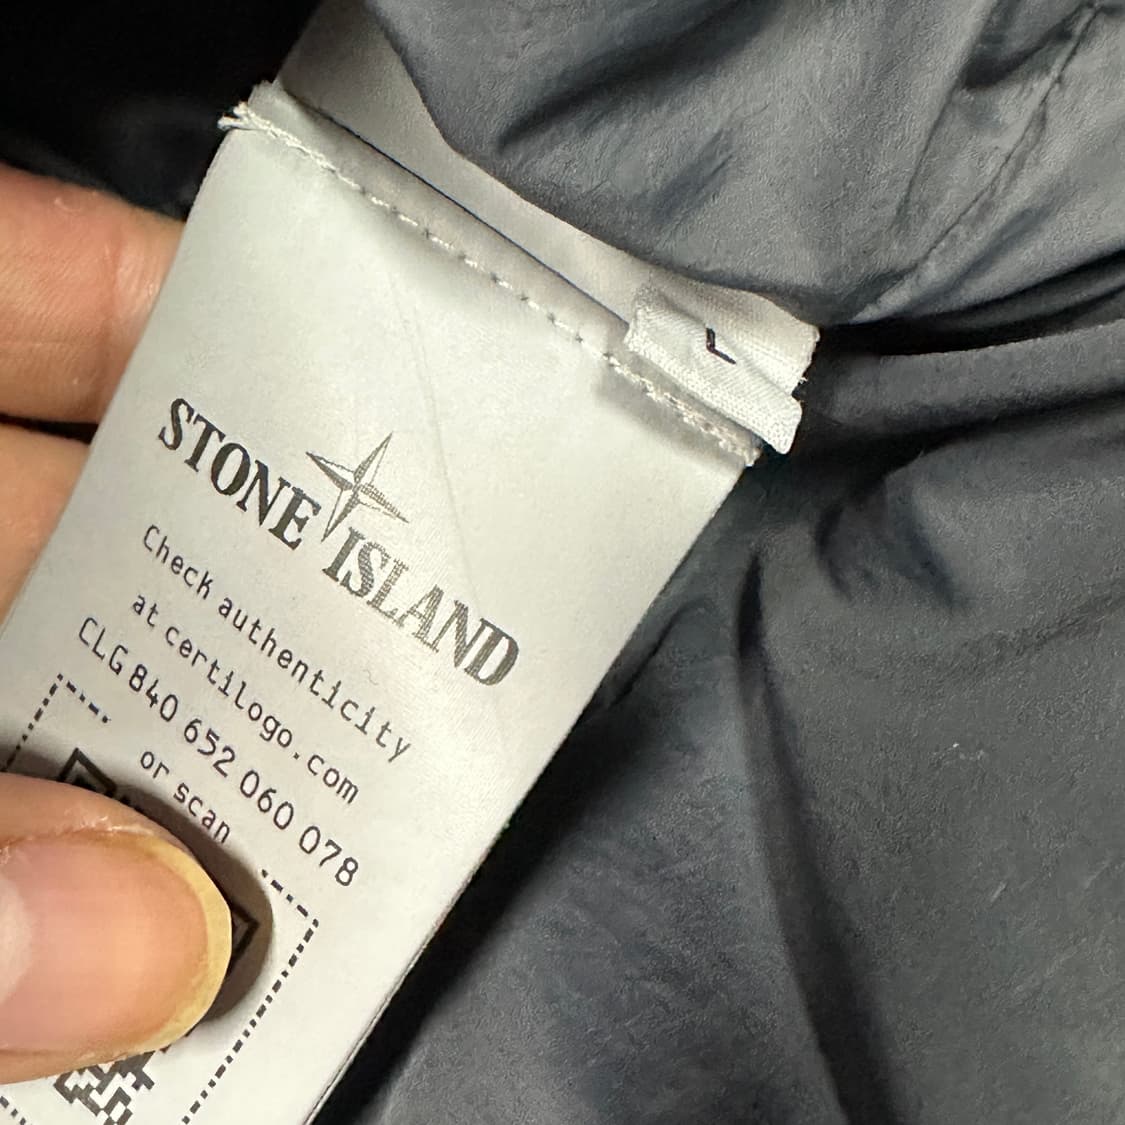 L
STONE ISLAND
Check authenticity
at certilogo.com
CLG 840 652 060 078
or scan